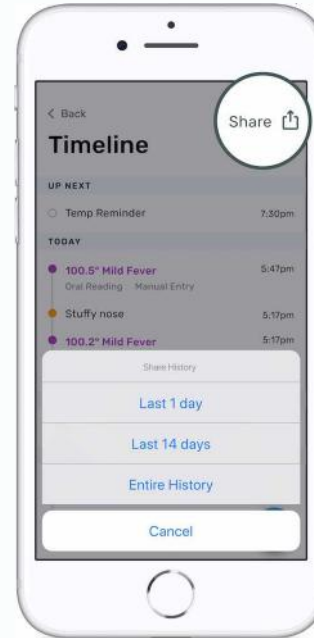 Back
Share
Timeline
UP NEXT
Temp Reminder 7:30pm
TODAY
100.5° Mild Fever 5:47pm
Oral Reading Manual Entry
Stuffy nose 5:17pm
100.2° Mild Fever 5:17pm
Share History
Last 1 day
Last 14 days
Entire History
Cancel